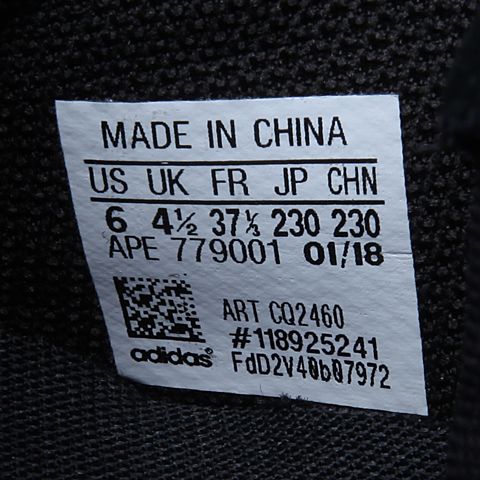 MADE IN CHINA
US UK FR JP CHN
6 4½ 37⅓ 230 230
APE 779001 01/18
ART CQ2460
#118925241
adidas FdD2V40b07972